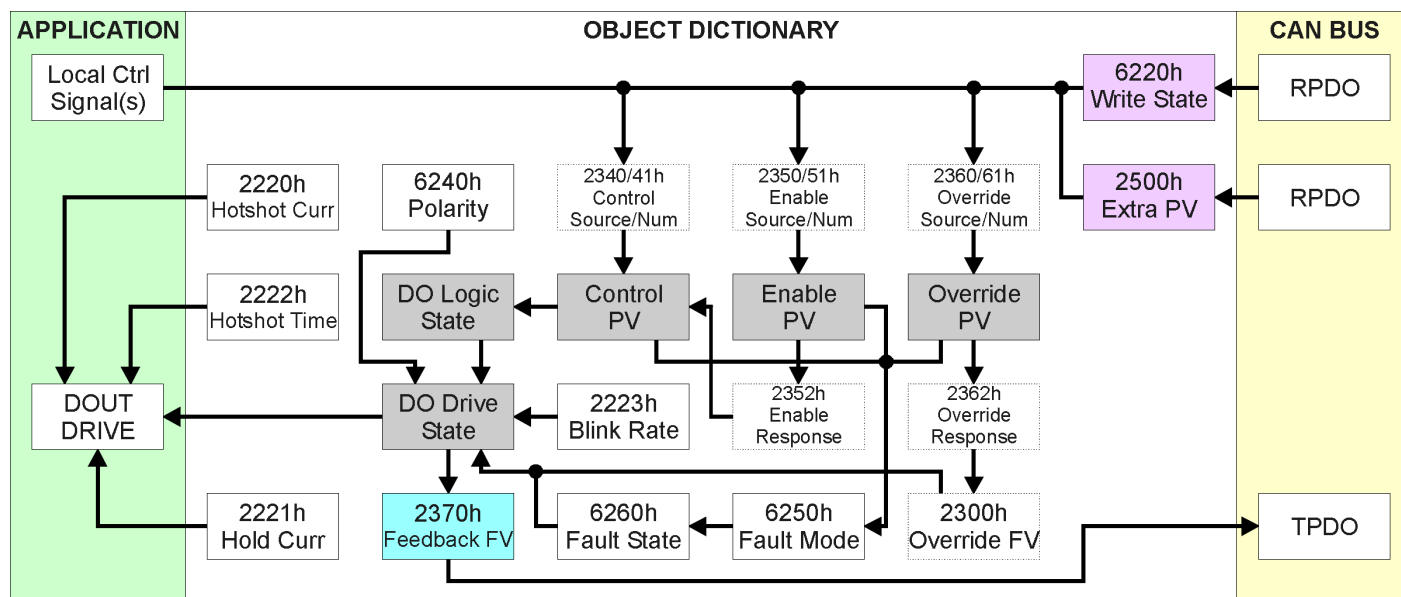 APPLICATION
OBJECT DICTIONARY
CAN BUS
Local Ctrl
Signal(s)
6220h
Write State
RPDO
2220h
Hotshot Curr
6240h
Polarity
2340/41h
Control
Source/Num
2350/51h
Enable
Source/Num
2360/61h
Override
Source/Num
2500h
Extra PV
RPDO
2222h
Hotshot Time
DO Logic
State
Control
PV
Enable
PV
Override
PV
DOUT
DRIVE
DO Drive
State
2223h
Blink Rate
2352h
Enable
Response
2362h
Override
Response
2221h
Hold Curr
2370h
Feedback FV
6260h
Fault State
6250h
Fault Mode
2300h
Override FV
TPDO